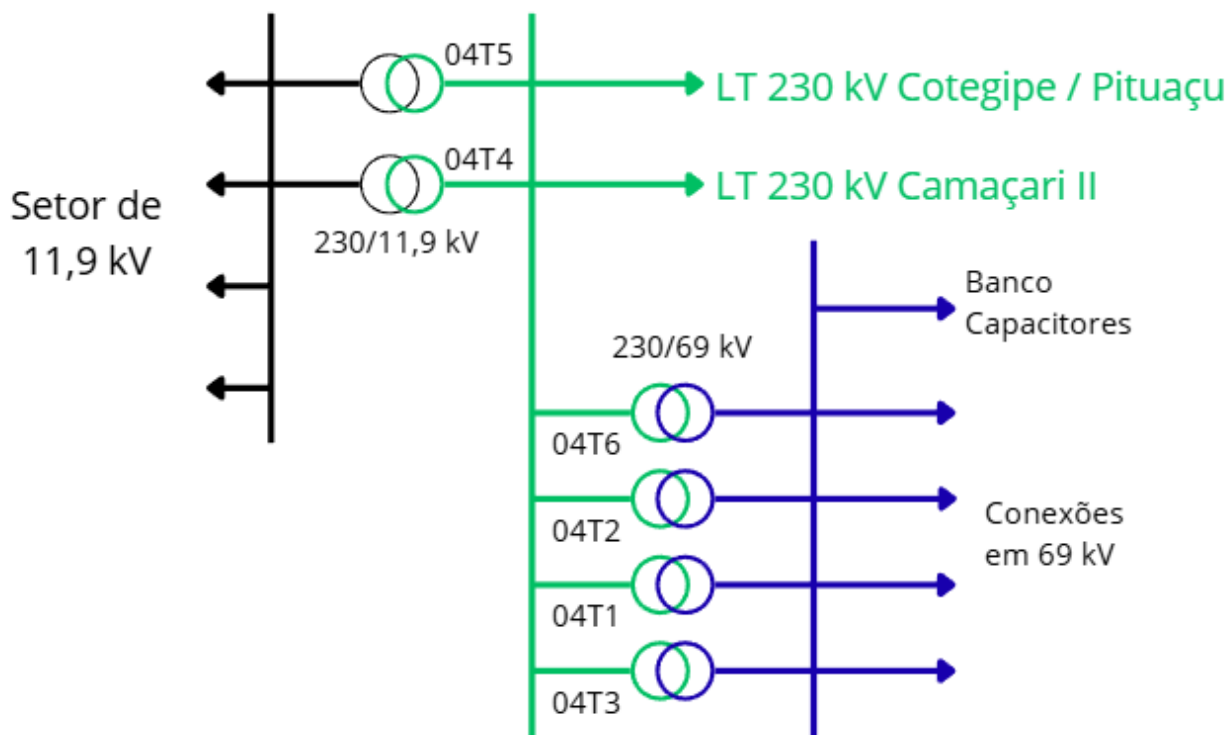 04T5
LT 230 kV Cotegipe / Pituaçu
04T4
LT 230 kV Camaçari II
Setor de
11,9 kV
230/11,9 kV
Banco
Capacitores
230/69 kV
04T6
04T2
Conexões
em 69 kV
04T1
04T3